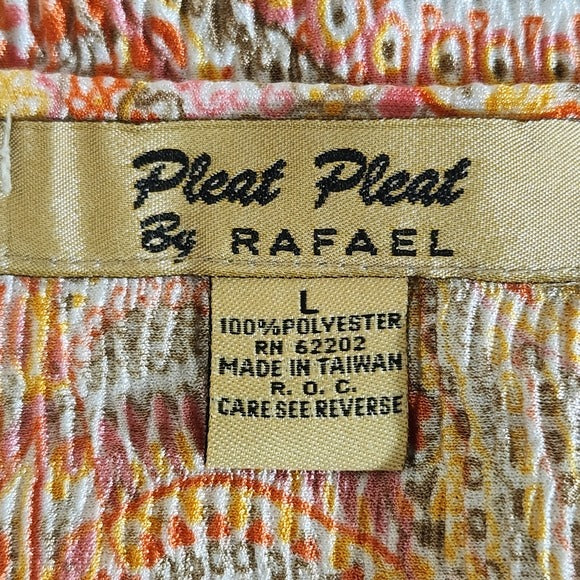 Pleat Pleat
By RAFAEL
L
100%POLYESTER
RN 62202
MADE IN TAIWAN
R. O. C.
CARE SEE REVERSE